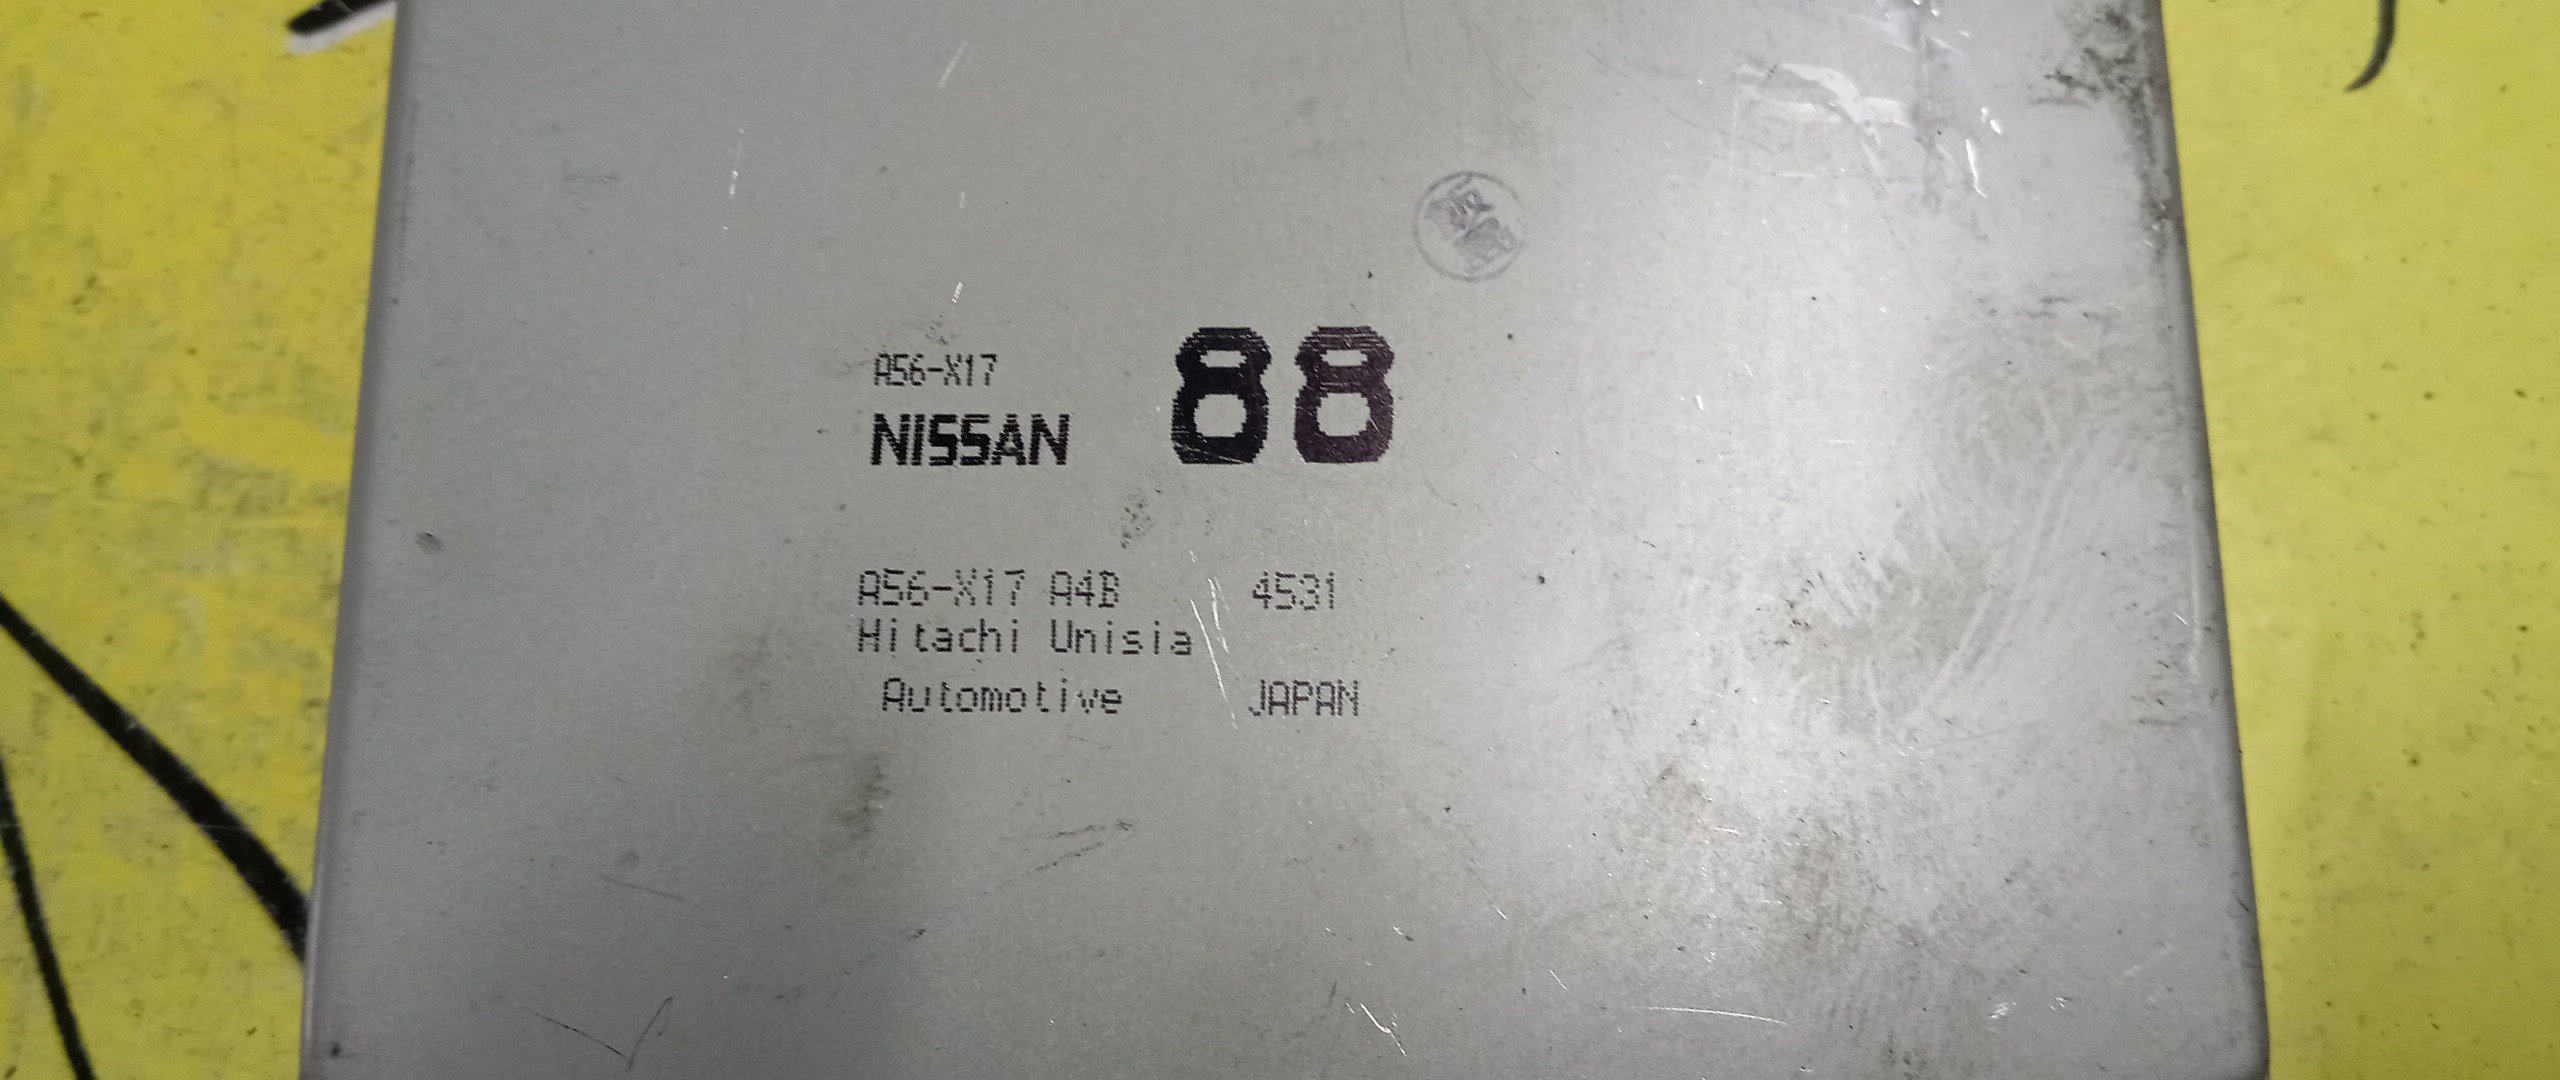 A56-X17
NISSAN 88
A56-X17 A4B 4531
Hitachi Unisia
Automotive JAPAN